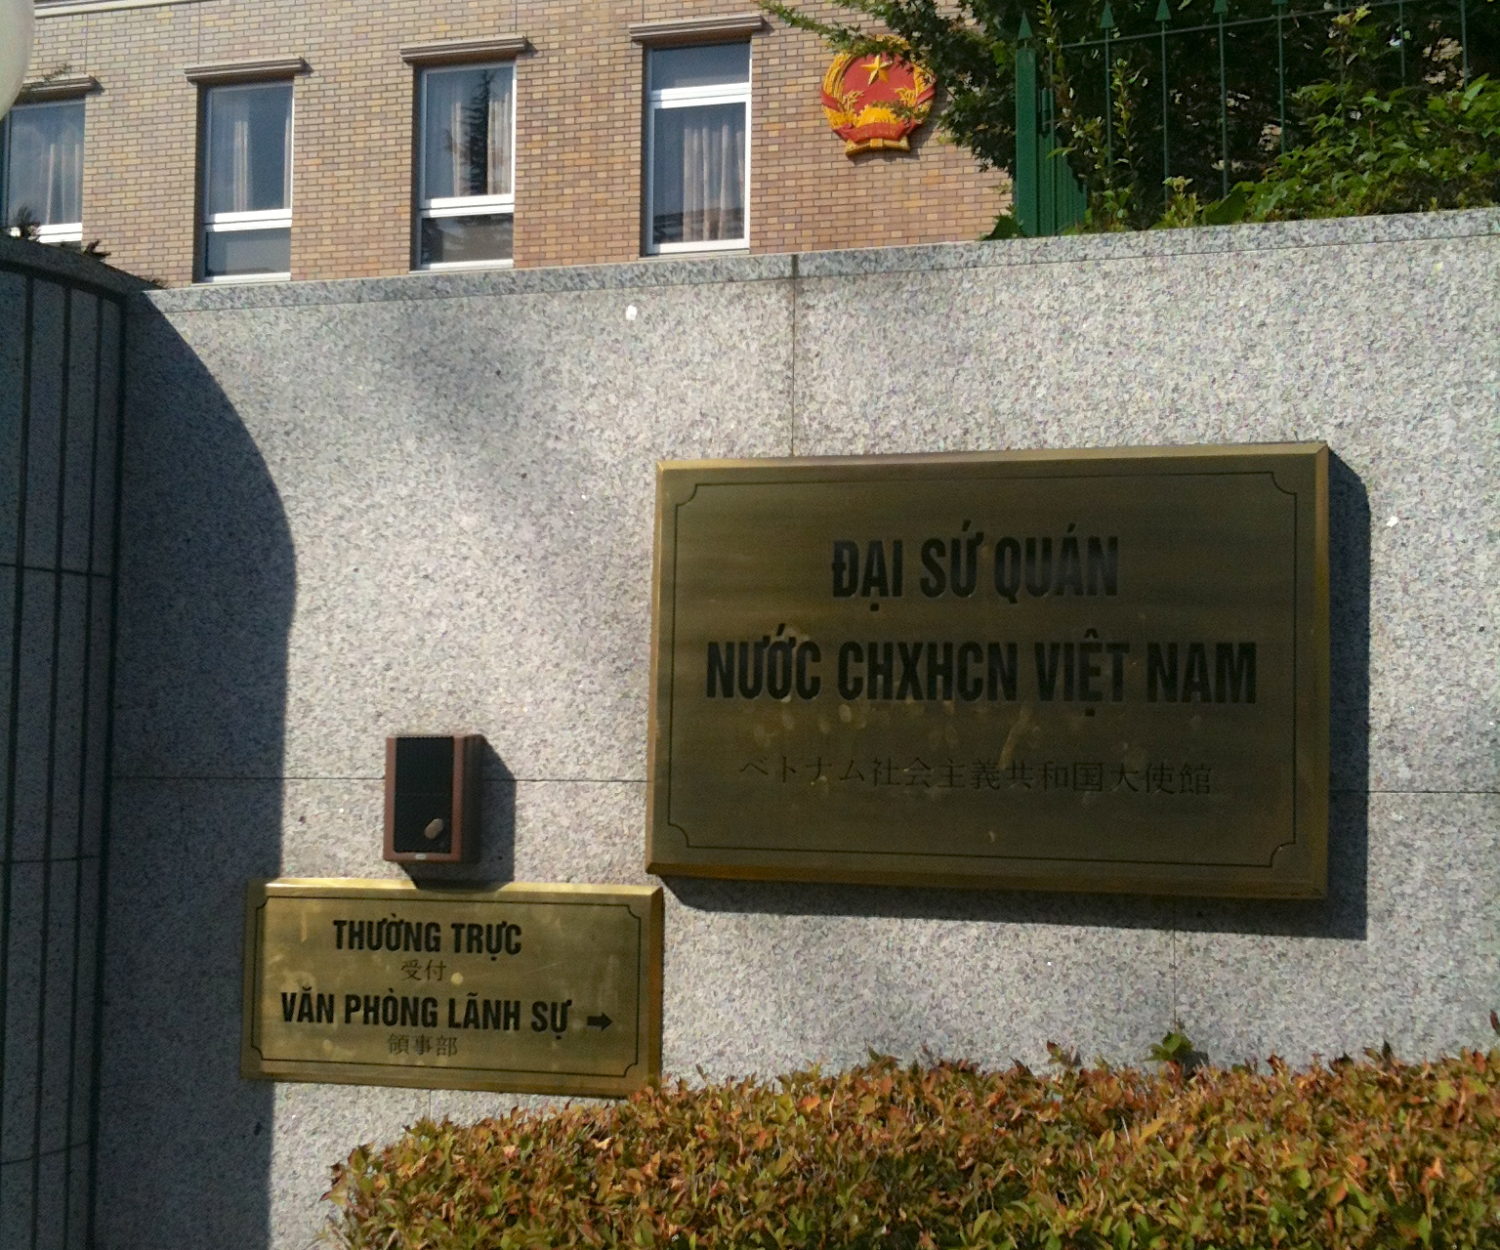 ĐẠI SỨ QUÁN
NƯỚC CHXHCN VIỆT NAM
ベトナム社会主義共和国大使館
THƯỜNG TRỰC
受付
VĂN PHÒNG LÃNH SỰ ➡
領事部